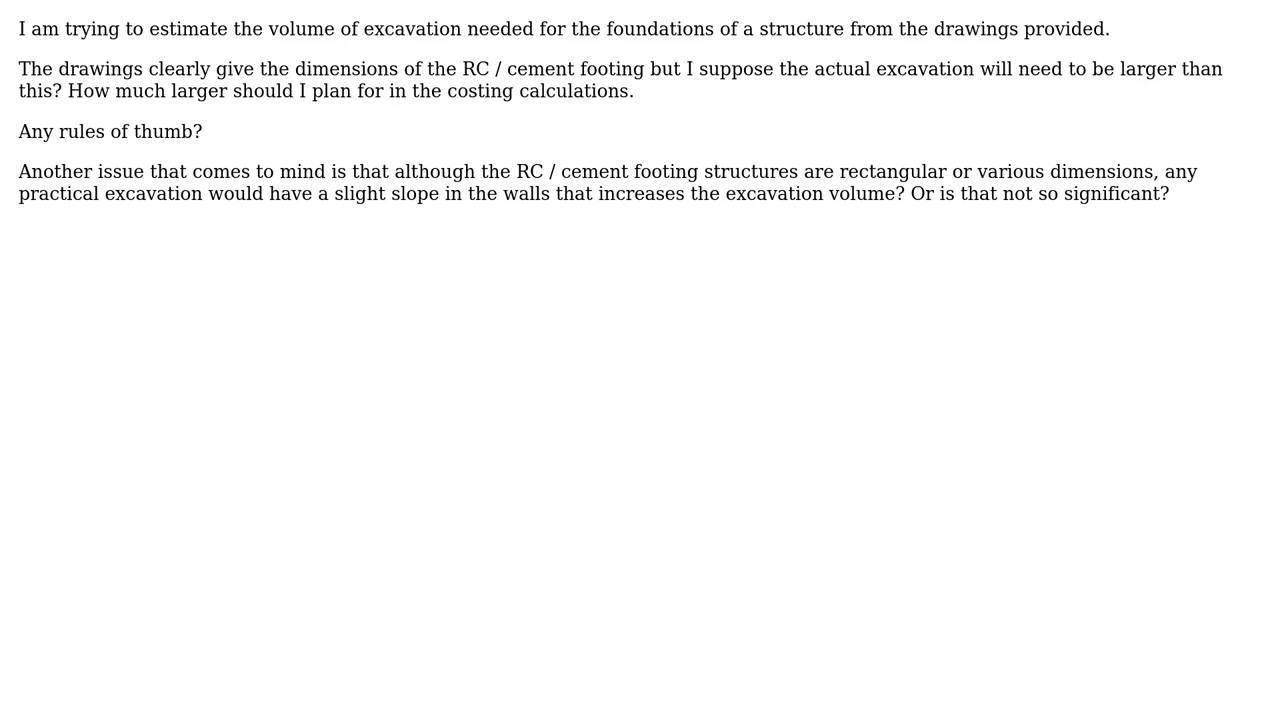 I am trying to estimate the volume of excavation needed for the foundations of a structure from the drawings provided.
The drawings clearly give the dimensions of the RC / cement footing but I suppose the actual excavation will need to be larger than
this? How much larger should I plan for in the costing calculations.
Any rules of thumb?
Another issue that comes to mind is that although the RC / cement footing structures are rectangular or various dimensions, any
practical excavation would have a slight slope in the walls that increases the excavation volume? Or is that not so significant?